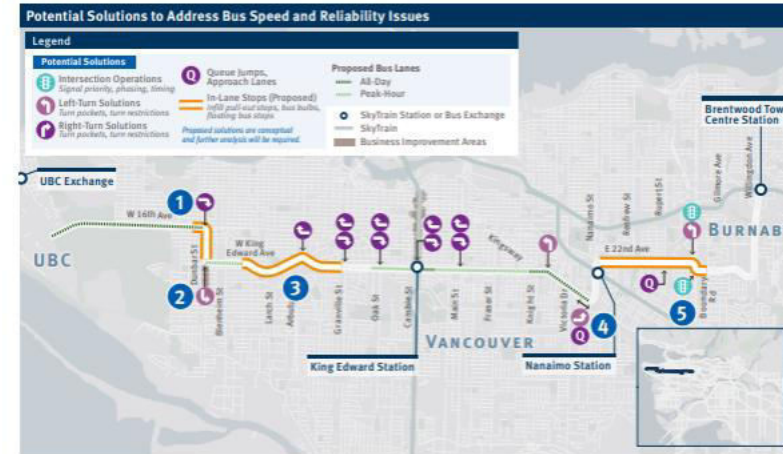 Potential Solutions to Address Bus Speed and Reliability Issues
Legend
Potential Solutions
Intersection Operations
Signal priority, phasing, timing
Left-Turn Solutions
Turn pockets, turn restrictions
Right-Turn Solutions
Turn pockets, turn restrictions
Q
Queue Jumps,
Approach Lanes
In-Lane Stops (Proposed)
infill pull-out stops, bus bulbs,
floating bus stops
Proposed solutions are conceptual
and further analysis will be required.
Proposed Bus Lanes
All-Day
Peak-Hour
SkyTrain Station or Bus Exchange
SkyTrain
Business Improvement Areas
Brentwood Tow
Centre Station
UBC Exchange
UBC
W 16th Ave
1
Dunbar St
2
Blenheim St
W King
Edward Ave
3
Larch St
Arbutu
Granville St
Oak St
Cambie St
King Edward Station
Main St
Fraser St
Kingsway
Knight St
Victoria Dr
VANCOUVER
4
Q
Nanaimo Station
Nanaimo St
Renfrew St
Rupert St
E 22nd Ave
Q
5
Boundary
Rd
Gilmore Ave
Willingdon Ave
BURNAB